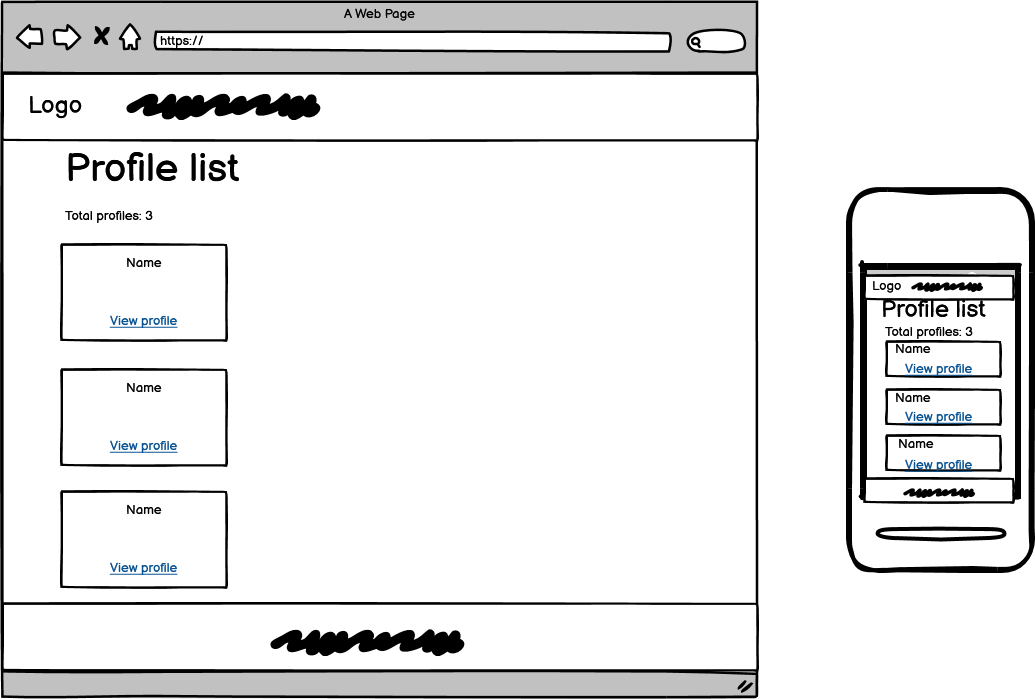 A Web Page
https://
Logo
Profile list
Total profiles: 3
Name
View profile
Name
View profile
Name
View profile
Logo
Profile list
Total profiles: 3
Name
View profile
Name
View profile
Name
View profile